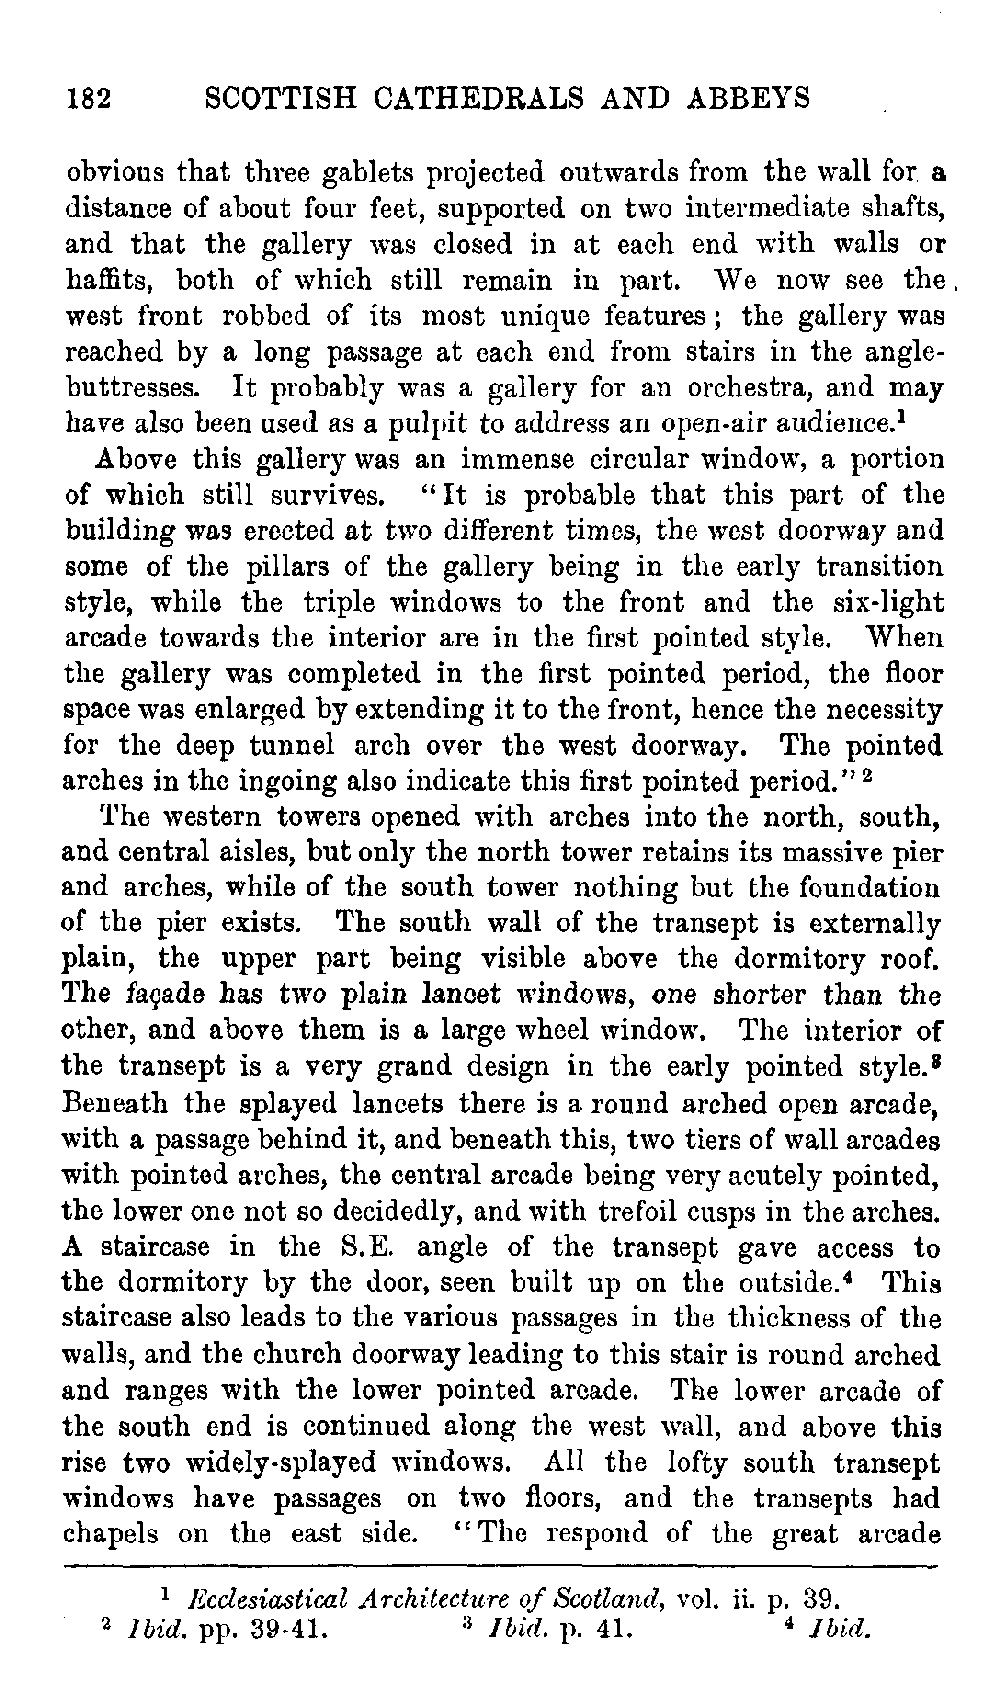 182 SCOTTISH CATHEDRALS AND ABBEYS
obvious that three gablets projected outwards from the wall for a
distance of about four feet, supported on two intermediate shafts,
and that the gallery was closed in at each end with walls or
haffits, both of which still remain in part. We now see the
west front robbed of its most unique features; the gallery was
reached by a long passage at each end from stairs in the angle-
buttresses. It probably was a gallery for an orchestra, and may
have also been used as a pulpit to address an open-air audience.¹
Above this gallery was an immense circular window, a portion
of which still survives. “It is probable that this part of the
building was erected at two different times, the west doorway and
some of the pillars of the gallery being in the early transition
style, while the triple windows to the front and the six-light
arcade towards the interior are in the first pointed style. When
the gallery was completed in the first pointed period, the floor
space was enlarged by extending it to the front, hence the necessity
for the deep tunnel arch over the west doorway. The pointed
arches in the ingoing also indicate this first pointed period.” ²
The western towers opened with arches into the north, south,
and central aisles, but only the north tower retains its massive pier
and arches, while of the south tower nothing but the foundation
of the pier exists. The south wall of the transept is externally
plain, the upper part being visible above the dormitory roof.
The façade has two plain lancet windows, one shorter than the
other, and above them is a large wheel window. The interior of
the transept is a very grand design in the early pointed style.³
Beneath the splayed lancets there is a round arched open arcade,
with a passage behind it, and beneath this, two tiers of wall arcades
with pointed arches, the central arcade being very acutely pointed,
the lower one not so decidedly, and with trefoil cusps in the arches.
A staircase in the S.E. angle of the transept gave access to
the dormitory by the door, seen built up on the outside.⁴ This
staircase also leads to the various passages in the thickness of the
walls, and the church doorway leading to this stair is round arched
and ranges with the lower pointed arcade. The lower arcade of
the south end is continued along the west wall, and above this
rise two widely-splayed windows. All the lofty south transept
windows have passages on two floors, and the transepts had
chapels on the east side. “The respond of the great arcade
¹ Ecclesiastical Architecture of Scotland, vol. ii. p. 39.
² Ibid. pp. 39-41. ³ Ibid. p. 41. ⁴ Ibid.